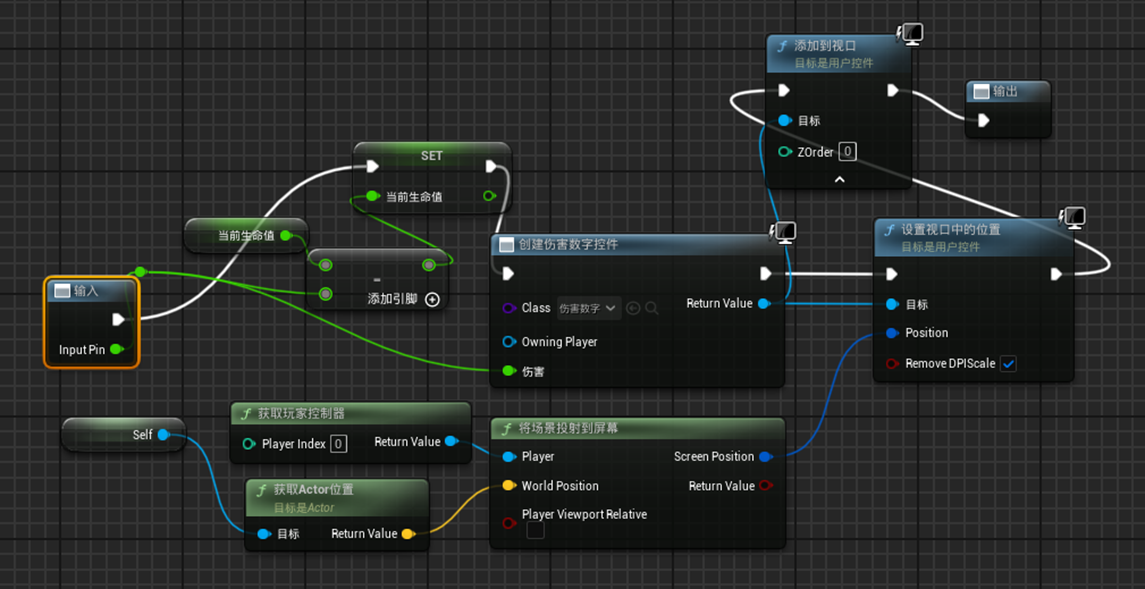 添加到视口
目标是用户控件
目标
ZOrder 0
输出
SET
当前生命值
当前生命值
-
添加引脚
输入
Input Pin
创建伤害数字控件
Class 伤害数字
Return Value
Owning Player
伤害
设置视口中的位置
目标是用户控件
目标
Position
Remove DPIScale
Self
获取玩家控制器
Player Index 0
Return Value
获取Actor位置
目标是Actor
目标
Return Value
将场景投射到屏幕
Player
Screen Position
World Position
Return Value
Player Viewport Relative